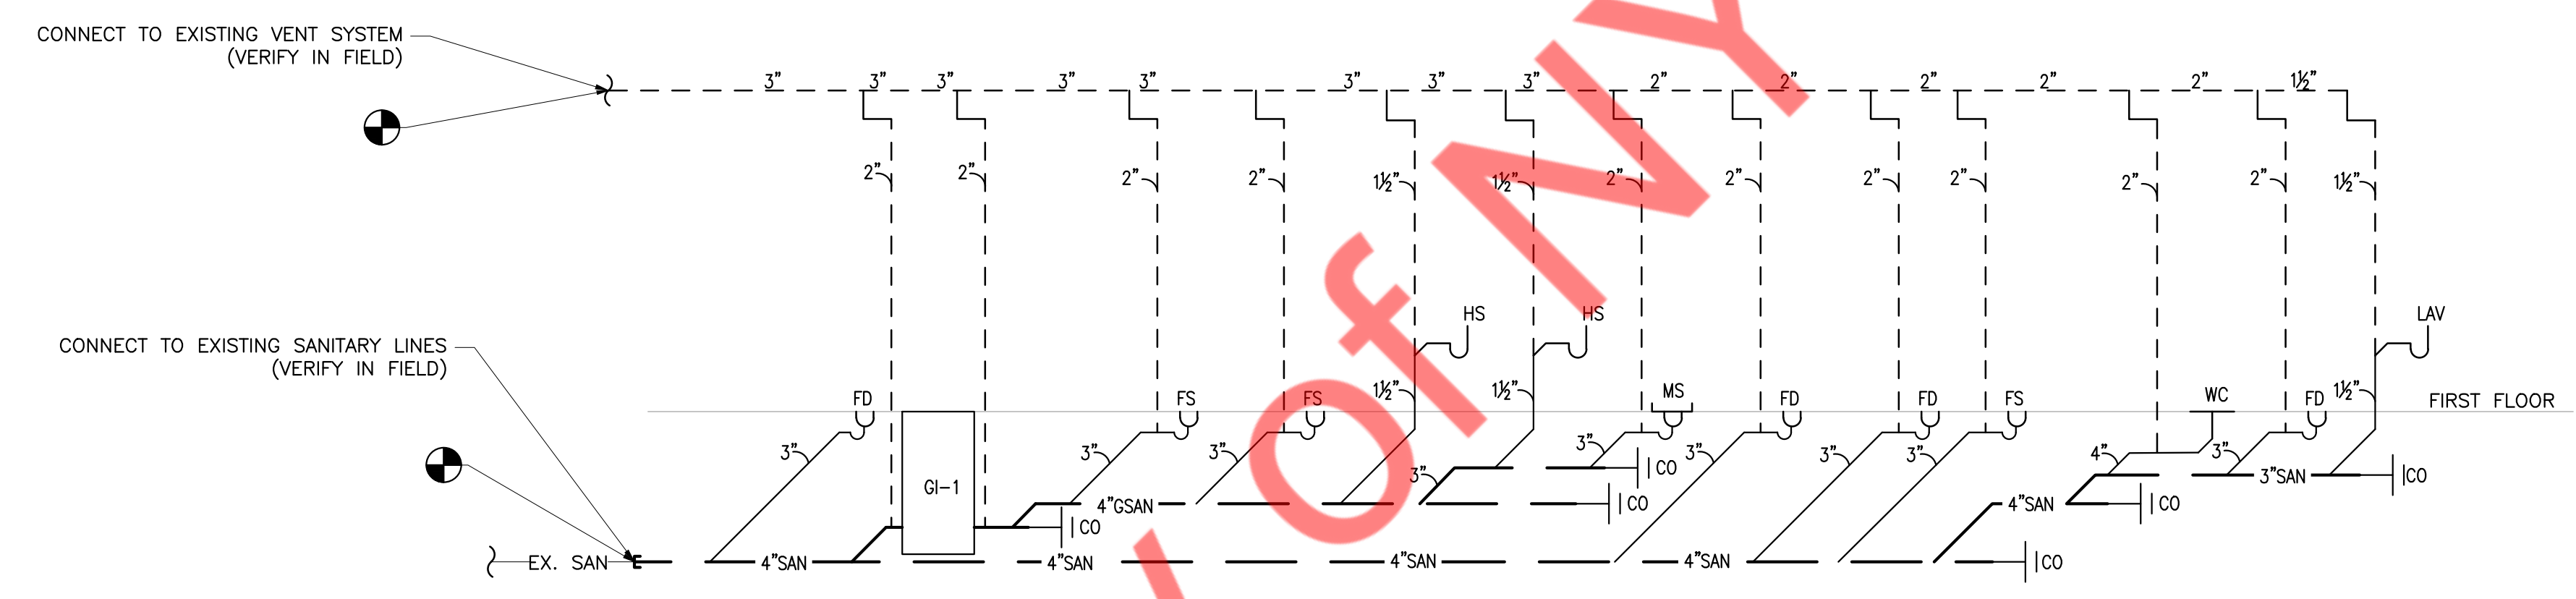 CONNECT TO EXISTING VENT SYSTEM
(VERIFY IN FIELD)
3" 3" 3" 3" 3" 3" 3" 3" 2" 2" 2" 2" 2" 1½"
2" 2" 2" 2" 1½" 1½" 2" 2" 2" 2" 2" 2" 1½"
HS HS LAV
CONNECT TO EXISTING SANITARY LINES
(VERIFY IN FIELD)
FD FS FS 1½" 1½" MS FD FD FS WC FD 1½" FIRST FLOOR
3" 3" 3" 3" 3" 3" 3" 4" 3"
GI-1 3" CO 3"SAN CO
4"GSAN CO 4"SAN CO
CO
EX. SAN 4"SAN 4"SAN 4"SAN 4"SAN CO
of NY